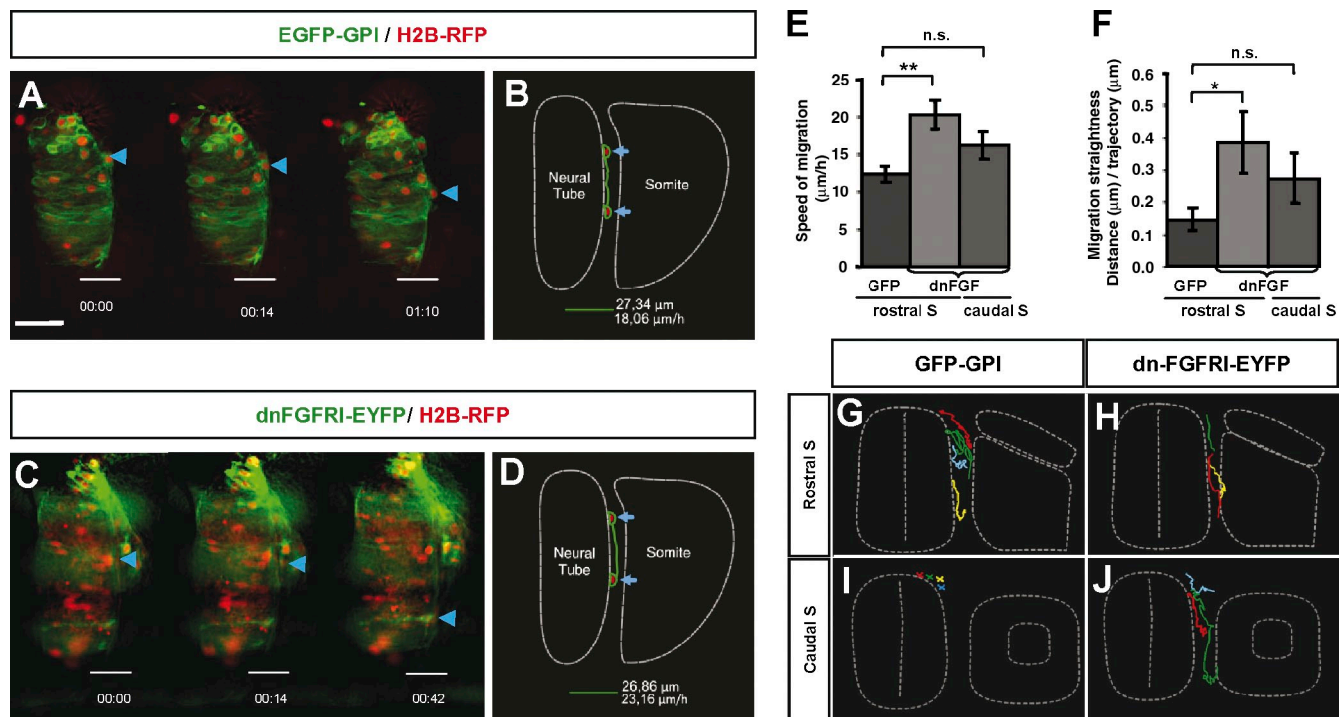 EGFP-GPI / H2B-RFP
A
00:00
00:14
01:10
B
Neural
Tube
Somite
27,34 µm
18,06 µm/h
dnFGFRI-EYFP/ H2B-RFP
C
00:00
00:14
00:42
D
Neural
Tube
Somite
26,86 µm
23,16 µm/h
E
n.s.
**
Speed of migration
(µm/h)
25
20
15
10
5
0
GFP
dnFGF
rostral S
caudal S
F
n.s.
*
Migration straightness
Distance (µm) / trajectory (µm)
0.6
0.5
0.4
0.3
0.2
0.1
0
GFP
dnFGF
rostral S
caudal S
GFP-GPI
dn-FGFRI-EYFP
Rostral S
G
H
Caudal S
I
J